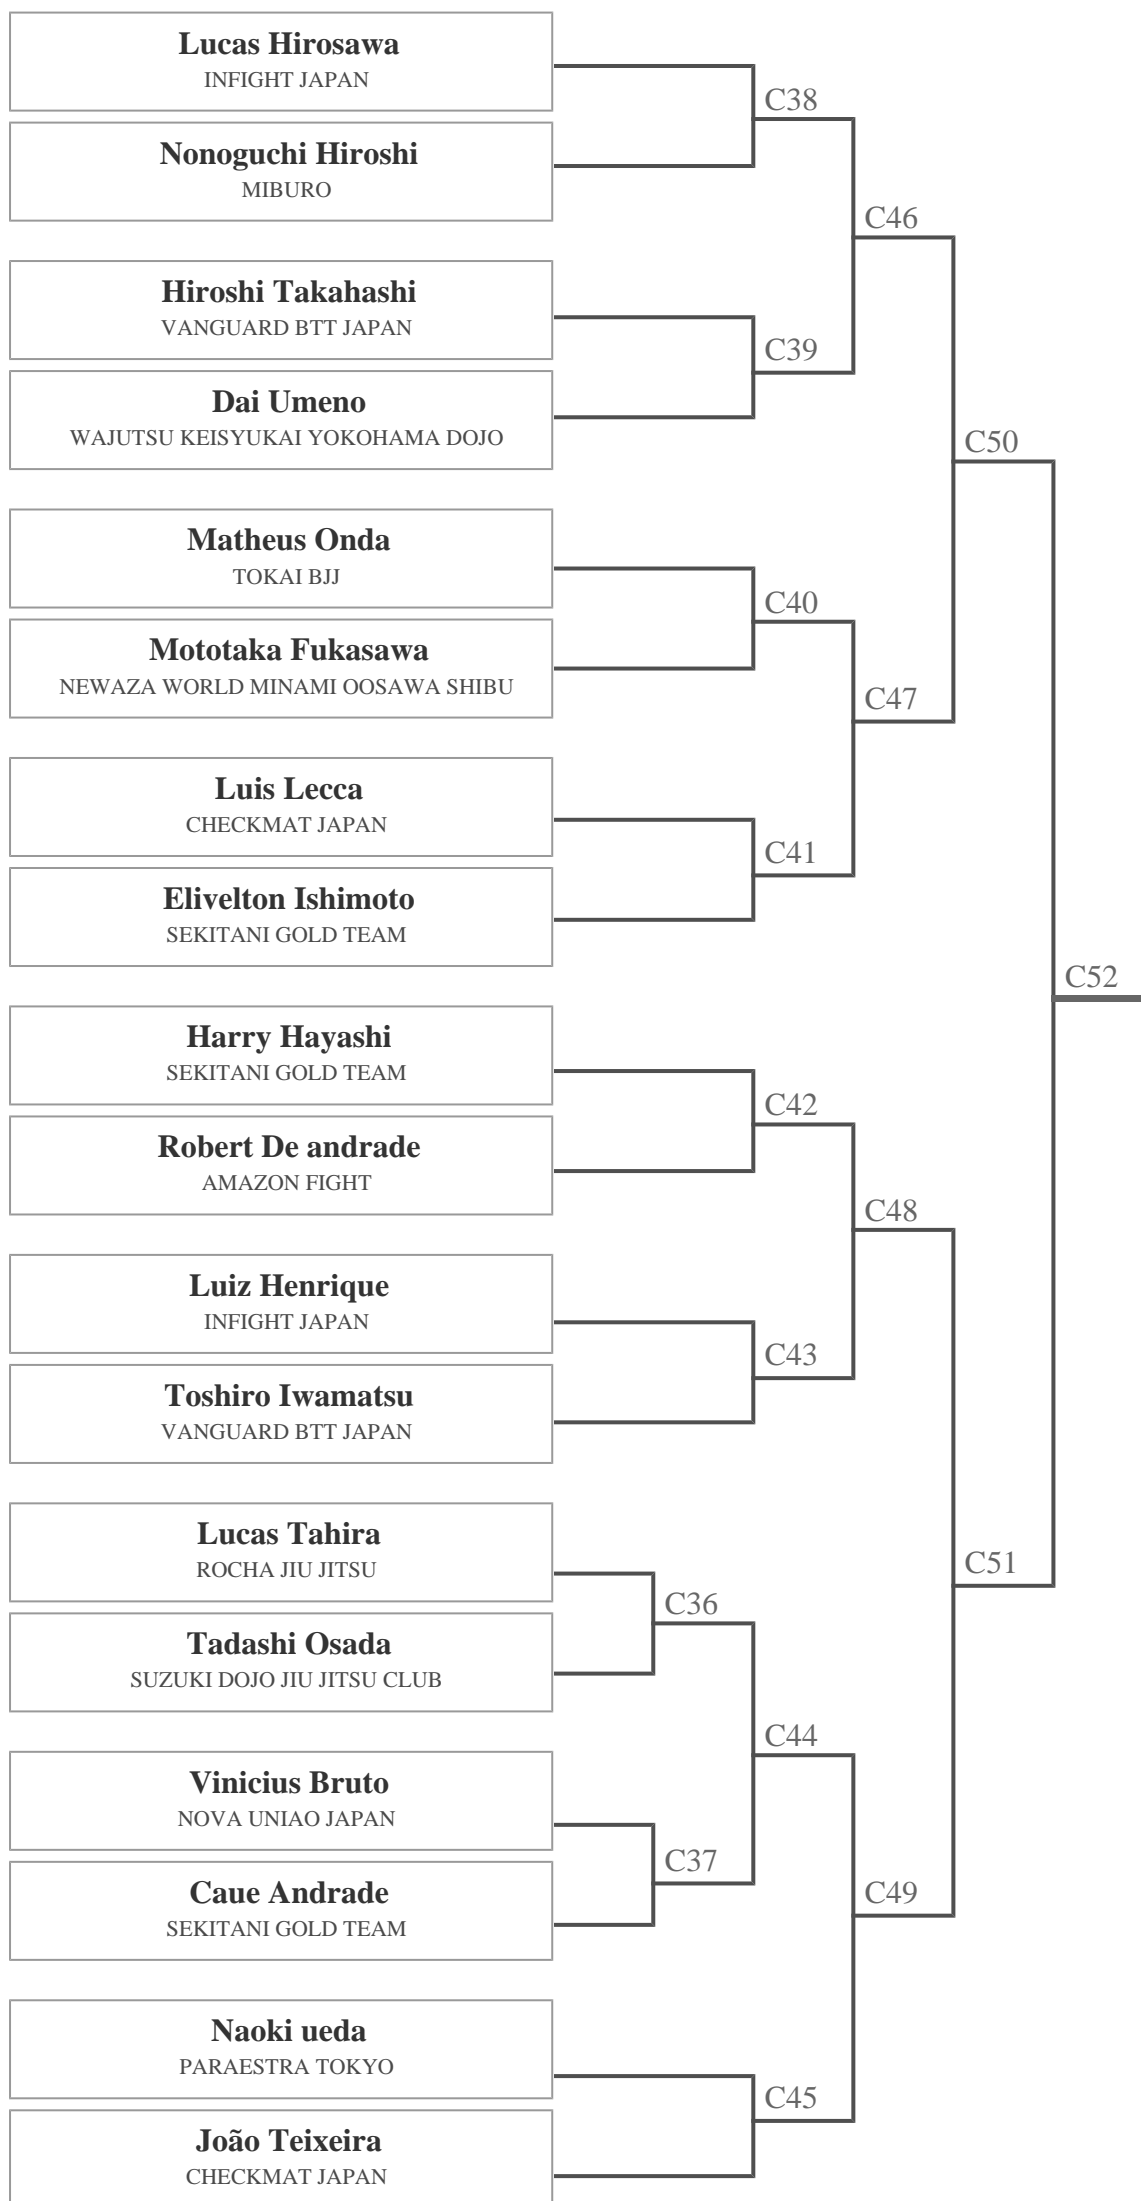 Lucas Hirosawa
INFIGHT JAPAN
C38
Nonoguchi Hiroshi
MIBURO
C46
Hiroshi Takahashi
VANGUARD BTT JAPAN
C39
Dai Umeno
WAJUTSU KEISYUKAI YOKOHAMA DOJO
C50
Matheus Onda
TOKAI BJJ
C40
Mototaka Fukasawa
NEWAZA WORLD MINAMI OOSAWA SHIBU
C47
Luis Lecca
CHECKMAT JAPAN
C41
Elivelton Ishimoto
SEKITANI GOLD TEAM
C52
Harry Hayashi
SEKITANI GOLD TEAM
C42
Robert De andrade
AMAZON FIGHT
C48
Luiz Henrique
INFIGHT JAPAN
C43
Toshiro Iwamatsu
VANGUARD BTT JAPAN
Lucas Tahira
ROCHA JIU JITSU
C51
C36
Tadashi Osada
SUZUKI DOJO JIU JITSU CLUB
C44
Vinicius Bruto
NOVA UNIAO JAPAN
C37
Caue Andrade
SEKITANI GOLD TEAM
C49
Naoki ueda
PARAESTRA TOKYO
C45
João Teixeira
CHECKMAT JAPAN